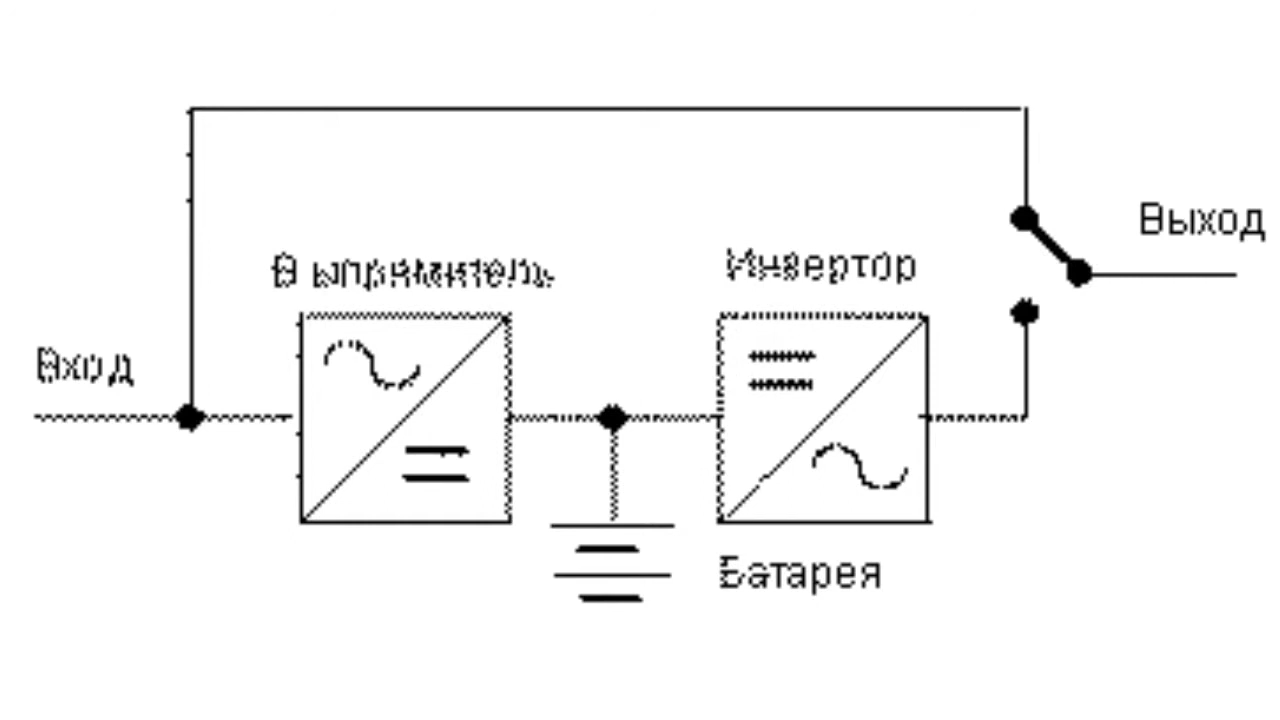 Выход
Инвертор
Выпрямитель
Вход
Батарея